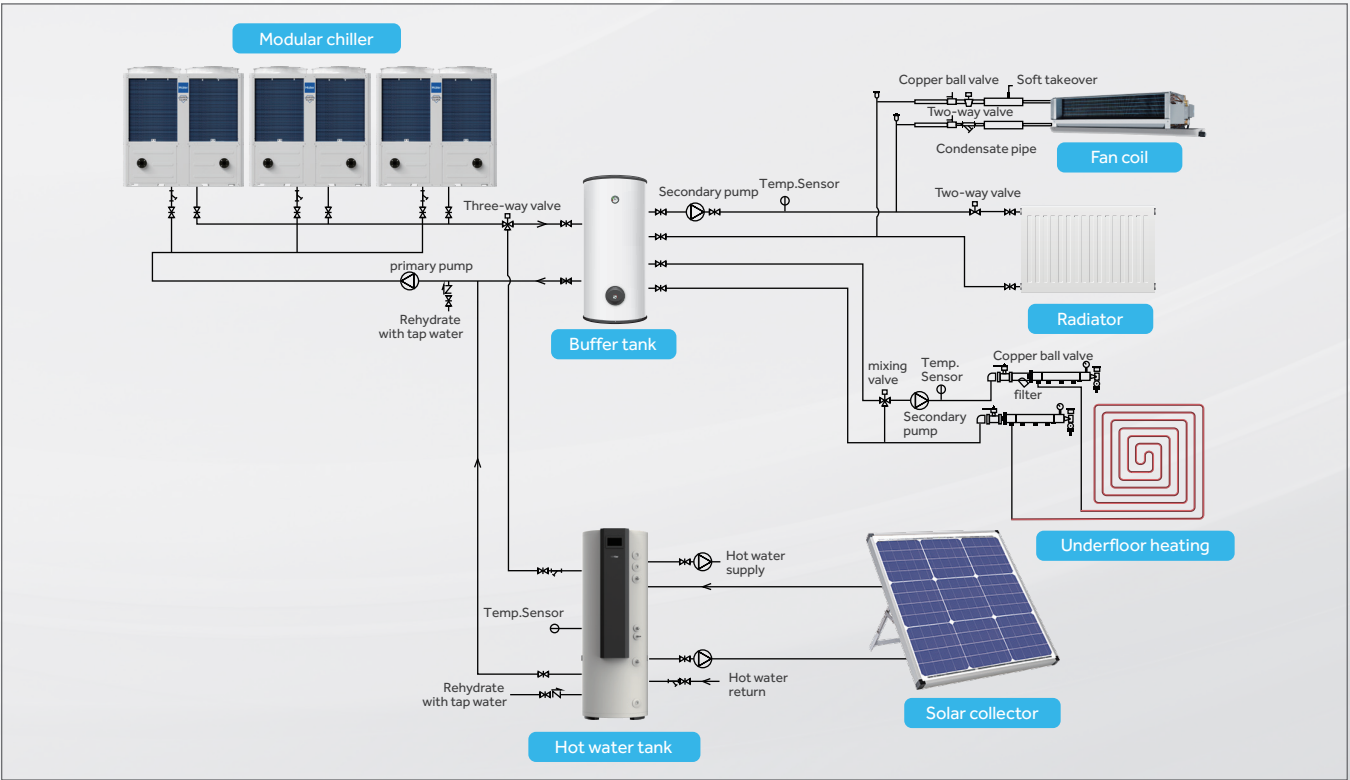 Modular chiller
Copper ball valve
Soft takeover
Two-way valve
Condensate pipe
Fan coil
Secondary pump
Temp.Sensor
Two-way valve
Three-way valve
primary pump
Rehydrate
with tap water
Buffer tank
Radiator
mixing
valve
Temp.
Sensor
Copper ball valve
filter
Secondary
pump
Underfloor heating
Hot water
supply
Temp.Sensor
Rehydrate
with tap water
Hot water
return
Hot water tank
Solar collector